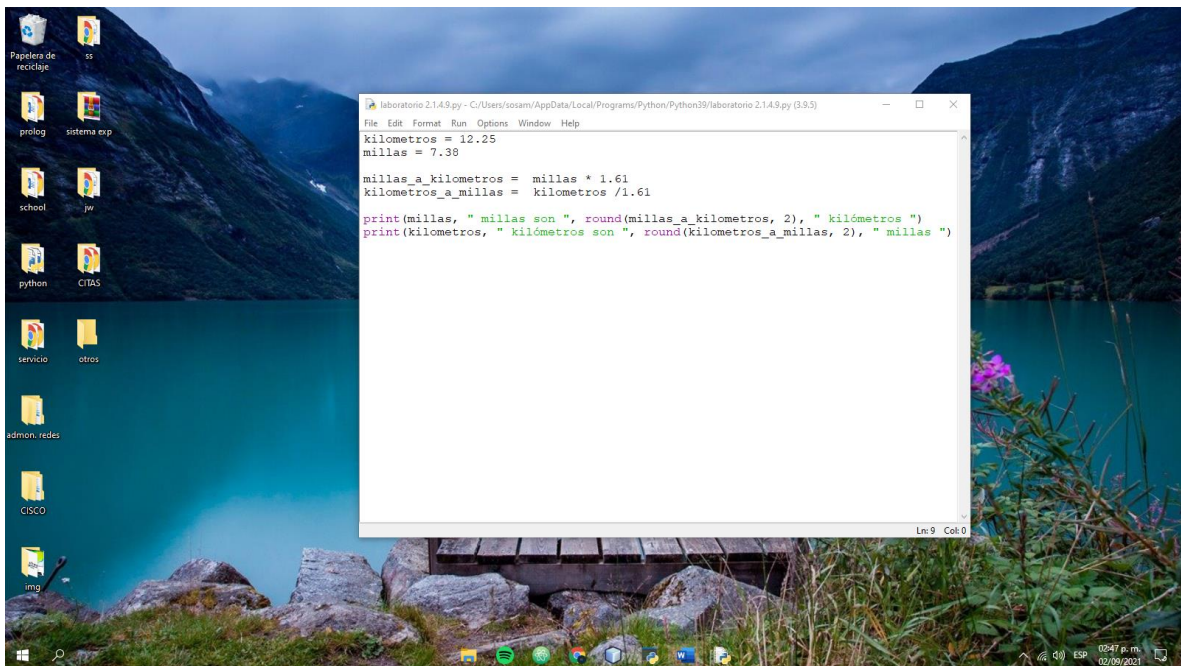 Papelera de
reciclaje
ss
prolog
sistema exp
school
jw
python
CITAS
servicio
otros
admon. redes
CISCO
img
laboratorio 2.1.4.9.py - C:/Users/sosam/AppData/Local/Programs/Python/Python39/laboratorio 2.1.4.9.py (3.9.5)
File Edit Format Run Options Window Help
kilometros = 12.25
millas = 7.38
millas_a_kilometros =  millas * 1.61
kilometros_a_millas =  kilometros /1.61
print(millas, " millas son ", round(millas_a_kilometros, 2), " kilómetros ")
print(kilometros, " kilómetros son ", round(kilometros_a_millas, 2), " millas ")
Ln: 9 Col: 0
ESP
02:47 p. m.
02/09/2021